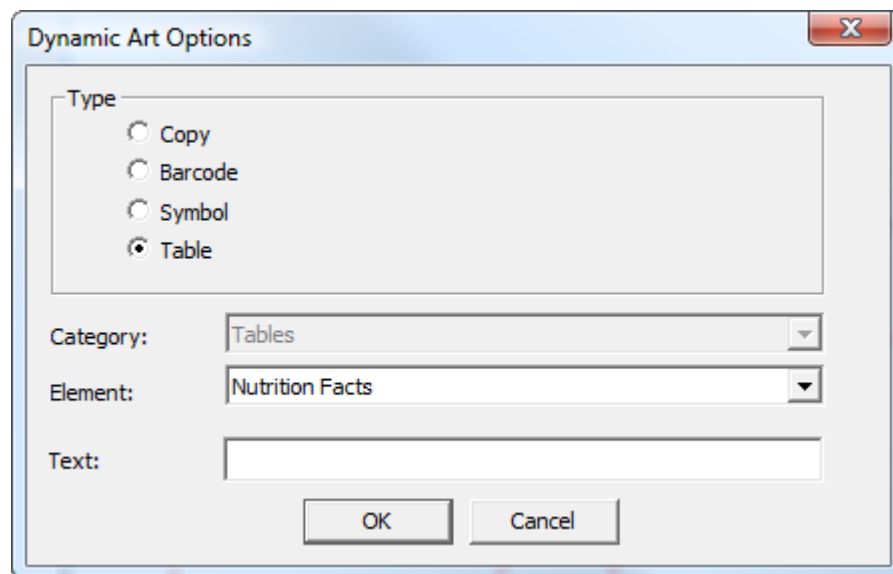 Dynamic Art Options
Type
Copy
Barcode
Symbol
Table
Category: Tables
Element: Nutrition Facts
Text:
OK Cancel